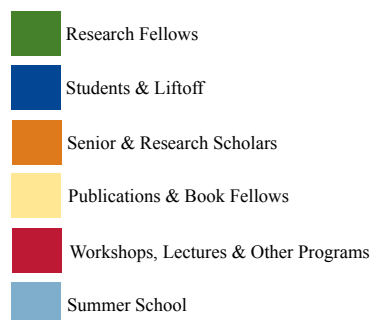 Research Fellows
Students & Liftoff
Senior & Research Scholars
Publications & Book Fellows
Workshops, Lectures & Other Programs
Summer School